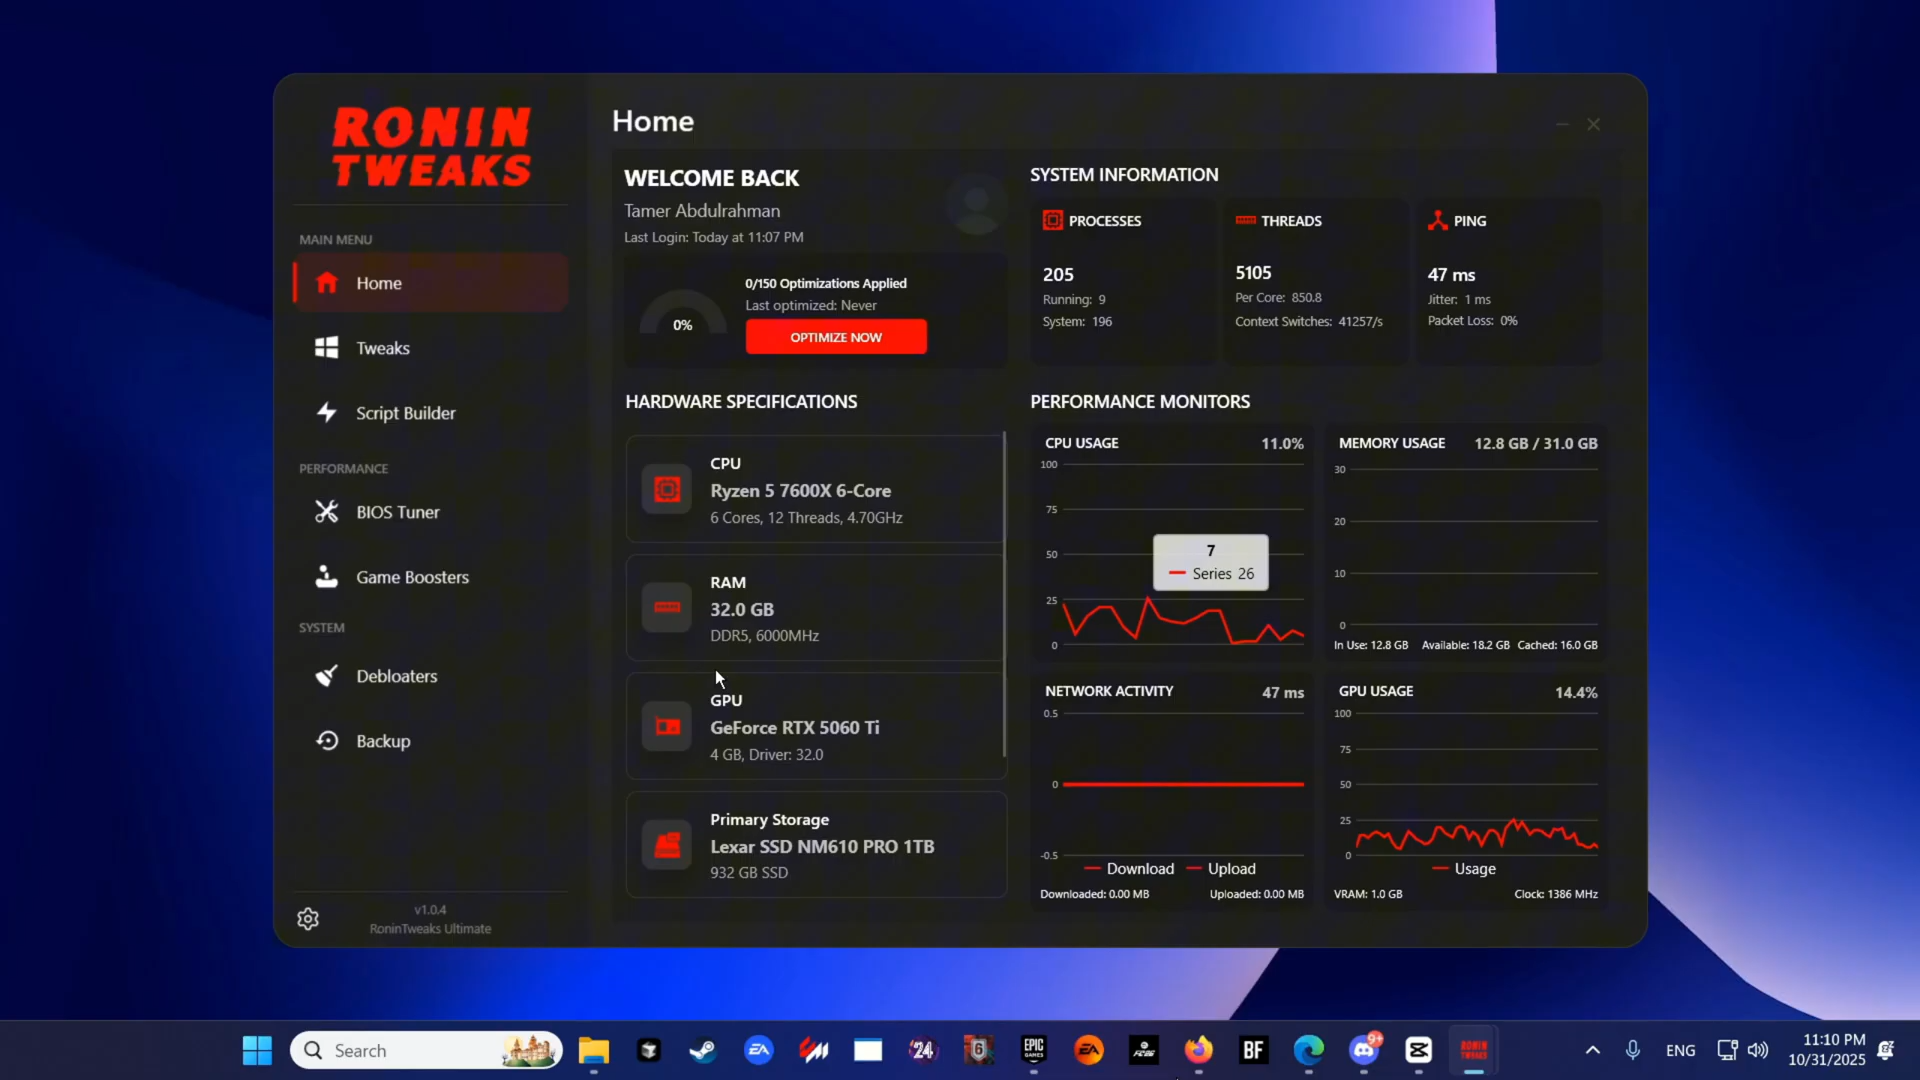 RONIN
TWEAKS
MAIN MENU
Home
Tweaks
Script Builder
PERFORMANCE
BIOS Tuner
Game Boosters
SYSTEM
Debloaters
Backup
v1.0.4
RoninTweaks Ultimate
Home
WELCOME BACK
Tamer Abdulrahman
Last Login: Today at 11:07 PM
0%
0/150 Optimizations Applied
Last optimized: Never
OPTIMIZE NOW
HARDWARE SPECIFICATIONS
CPU
Ryzen 5 7600X 6-Core
6 Cores, 12 Threads, 4.70GHz
RAM
32.0 GB
DDR5, 6000MHz
GPU
GeForce RTX 5060 Ti
4 GB, Driver: 32.0
Primary Storage
Lexar SSD NM610 PRO 1TB
932 GB SSD
SYSTEM INFORMATION
PROCESSES
205
Running: 9
System: 196
THREADS
5105
Per Core: 850.8
Context Switches: 41257/s
PING
47 ms
Jitter: 1 ms
Packet Loss: 0%
PERFORMANCE MONITORS
CPU USAGE 11.0%
100
75
50
25
0
7
Series 26
MEMORY USAGE 12.8 GB / 31.0 GB
30
20
10
0
In Use: 12.8 GB Available: 18.2 GB Cached: 16.0 GB
NETWORK ACTIVITY 47 ms
0.5
0
-0.5
Download Upload
Downloaded: 0.00 MB Uploaded: 0.00 MB
GPU USAGE 14.4%
100
75
50
25
0
Usage
VRAM: 1.0 GB Clock: 1386 MHz
Search
EA
24
6
EPIC
GAMES
EA
BF
9+
RONIN
TWEAKS
ENG
11:10 PM
10/31/2025